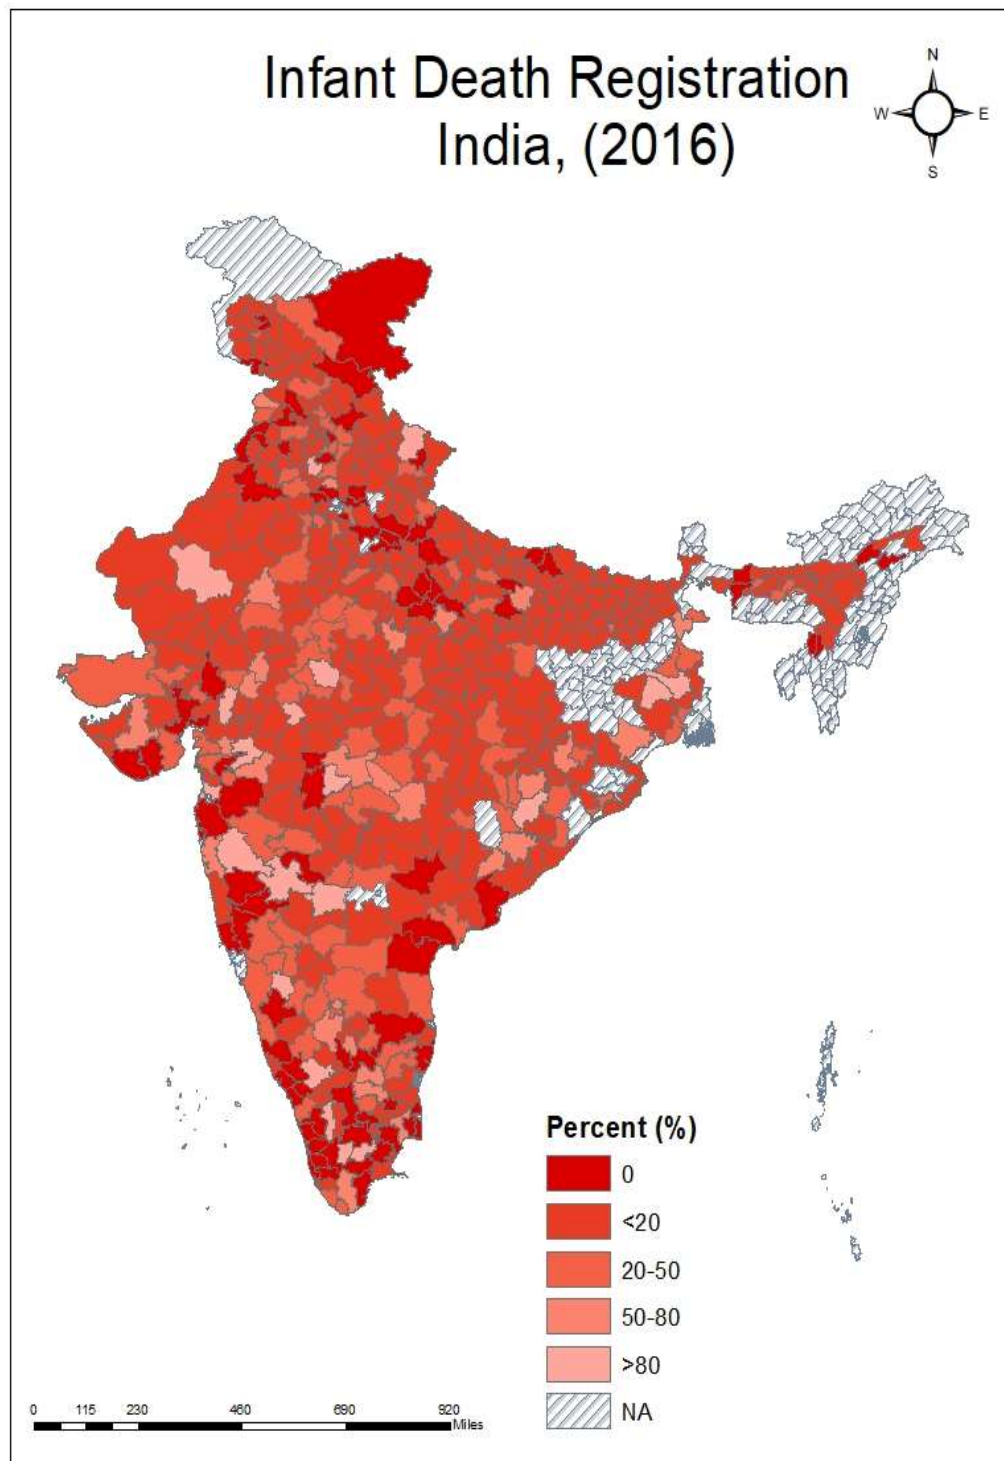 Infant Death Registration
India, (2016)
N
W
E
S
Percent (%)
0
<20
20-50
50-80
>80
NA
0 115 230 460 690 920
Miles